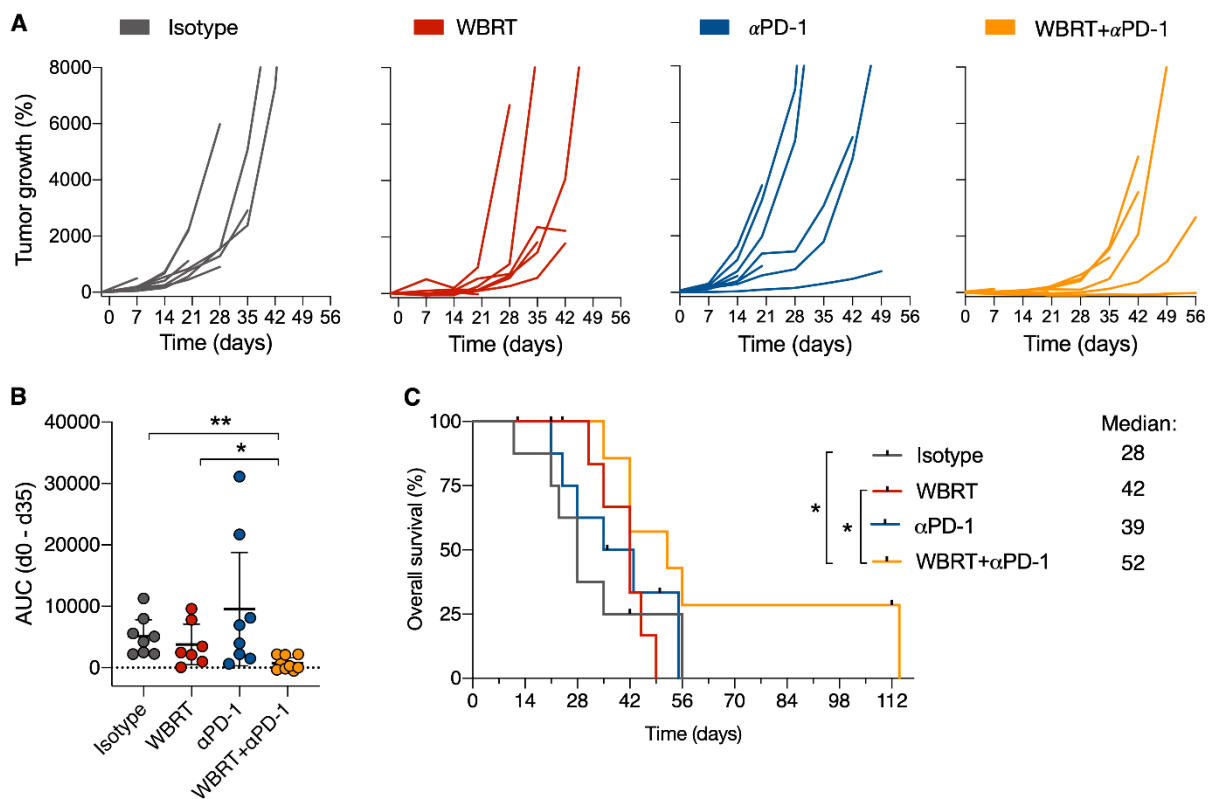 A
Isotype
WBRT
αPD-1
WBRT+αPD-1
Tumor growth (%)
8000
6000
4000
2000
0
0 7 14 21 28 35 42 49 56
Time (days)
0 7 14 21 28 35 42 49 56
Time (days)
0 7 14 21 28 35 42 49 56
Time (days)
0 7 14 21 28 35 42 49 56
Time (days)
B
AUC (d0 - d35)
40000
30000
20000
10000
0
**
*
Isotype
WBRT
αPD-1
WBRT+αPD-1
C
Overall survival (%)
100
75
50
25
0
0 14 28 42 56 70 84 98 112
Time (days)
Median:
Isotype 28
WBRT 42
αPD-1 39
WBRT+αPD-1 52
*
*